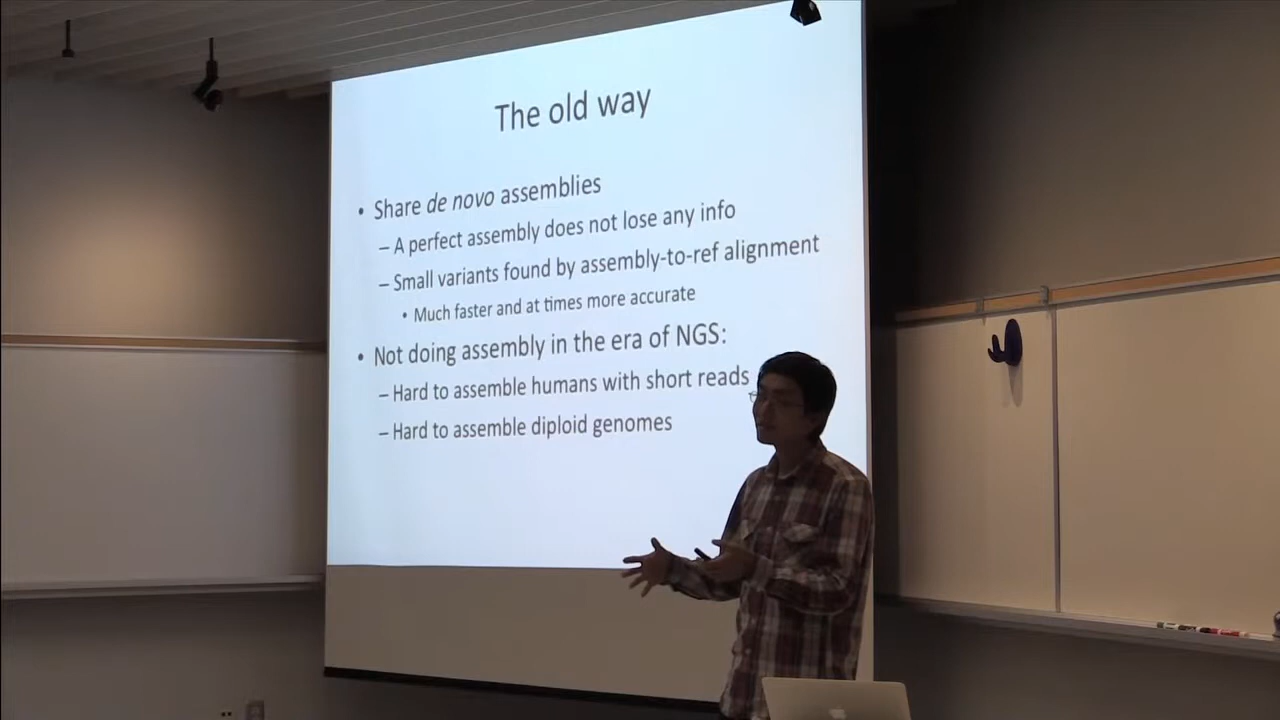 The old way
• Share de novo assemblies
– A perfect assembly does not lose any info
– Small variants found by assembly-to-ref alignment
• Much faster and at times more accurate
• Not doing assembly in the era of NGS:
– Hard to assemble humans with short reads
– Hard to assemble diploid genomes